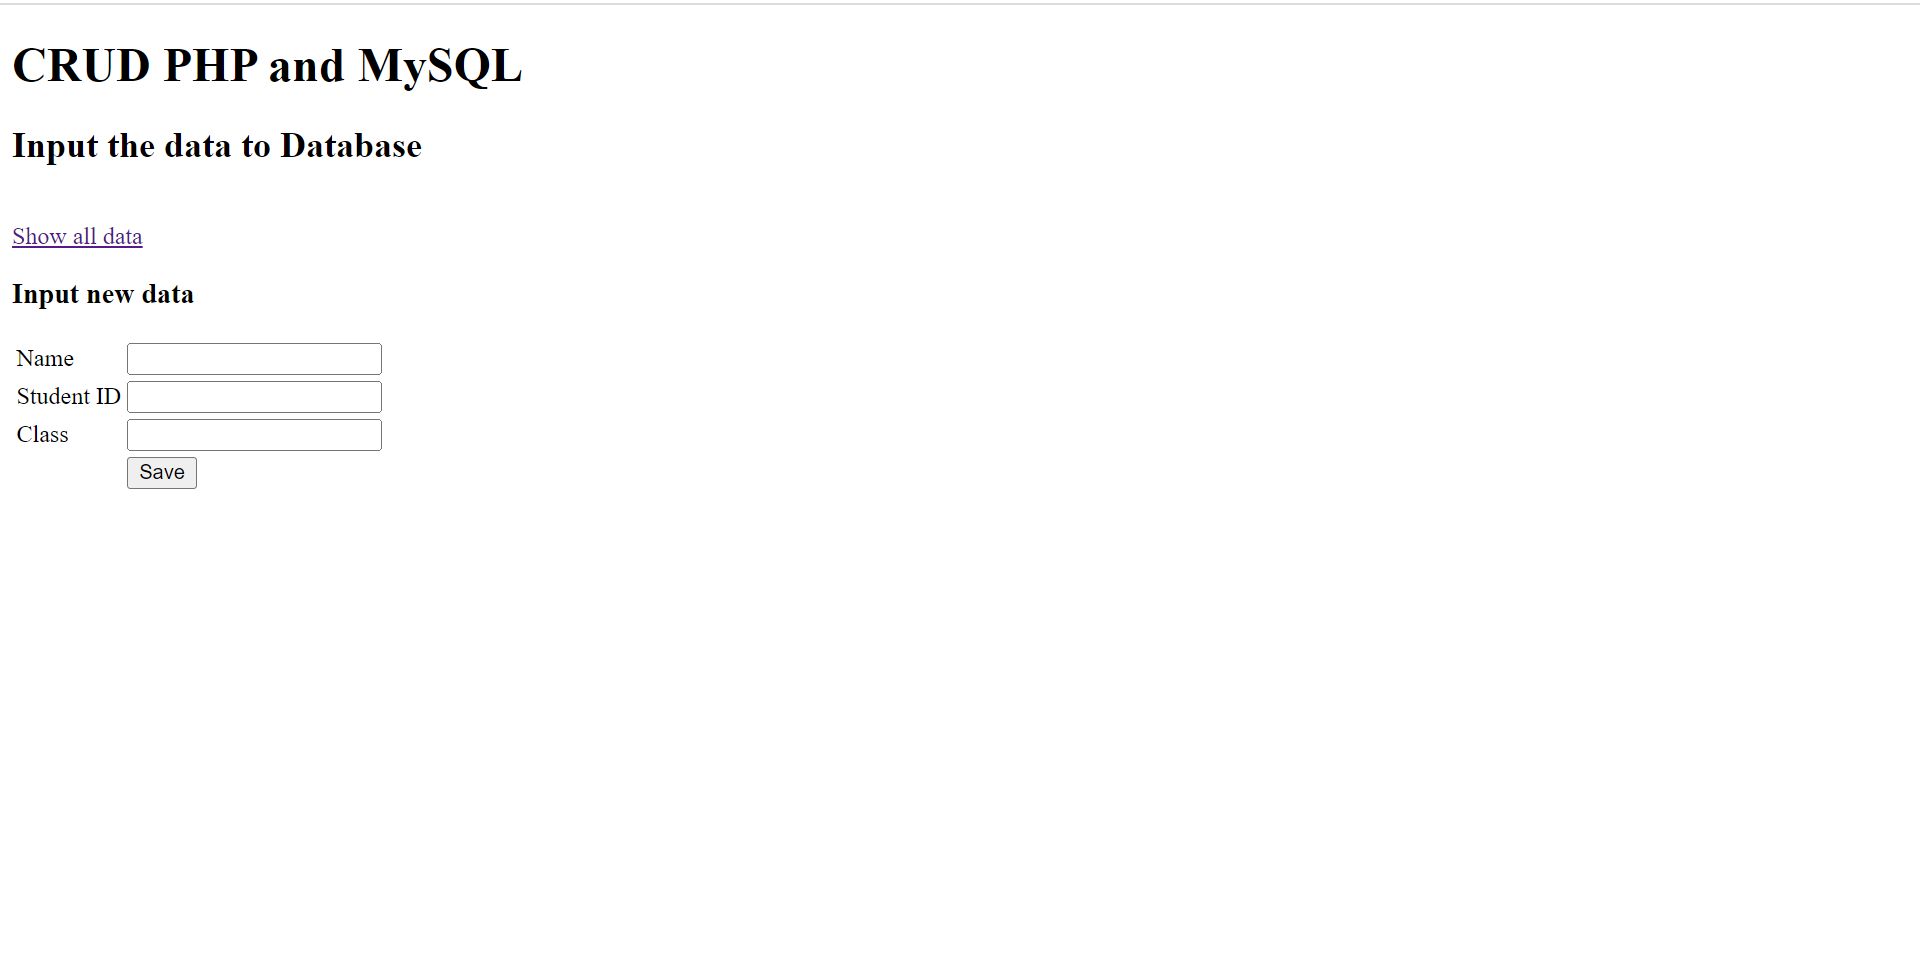 CRUD PHP and MySQL
Input the data to Database
Show all data
Input new data
Name
Student ID
Class
Save